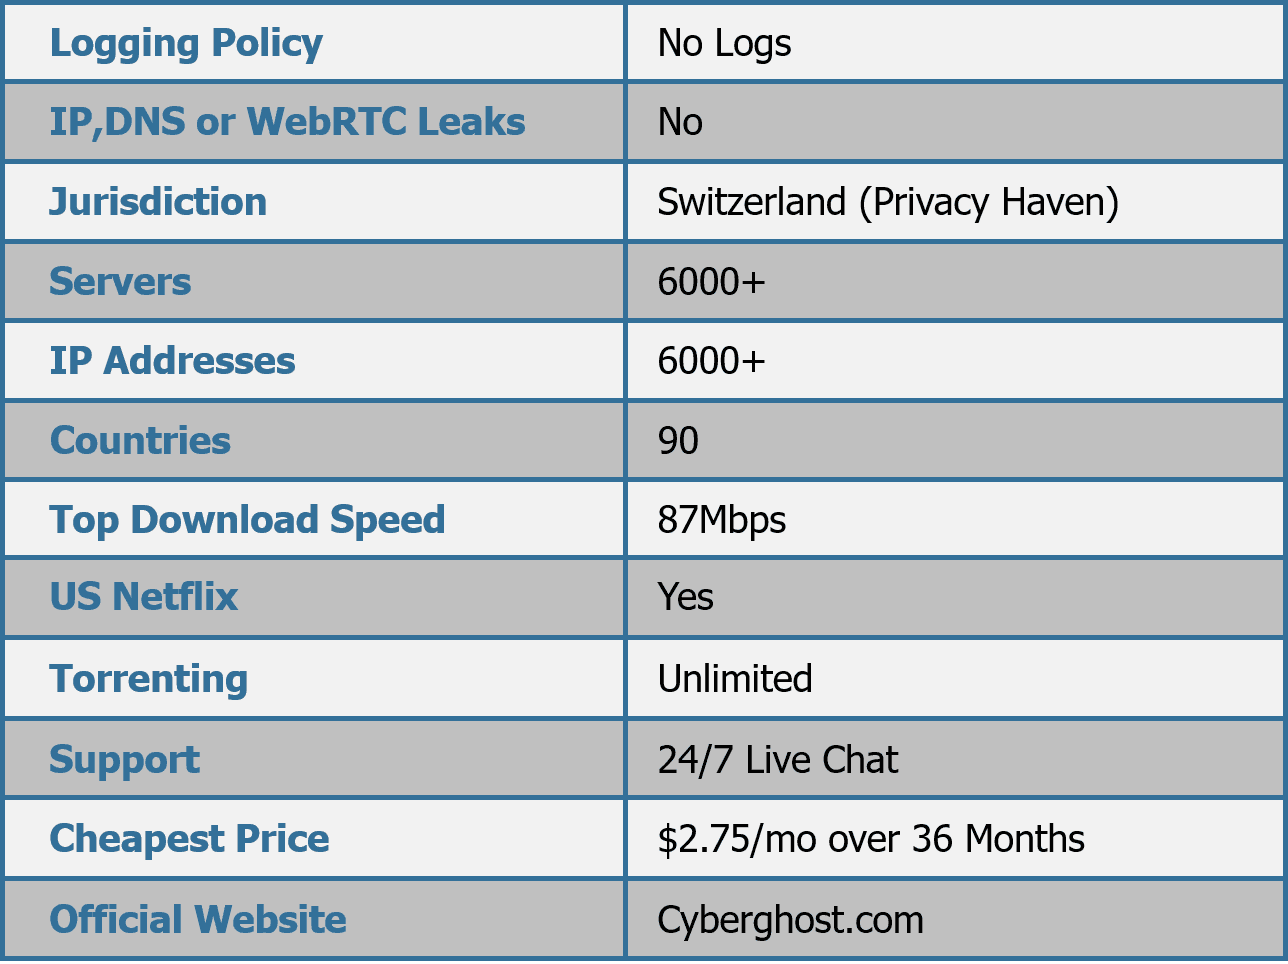 Logging Policy No Logs
IP,DNS or WebRTC Leaks No
Jurisdiction Switzerland (Privacy Haven)
Servers 6000+
IP Addresses 6000+
Countries 90
Top Download Speed 87Mbps
US Netflix Yes
Torrenting Unlimited
Support 24/7 Live Chat
Cheapest Price $2.75/mo over 36 Months
Official Website Cyberghost.com